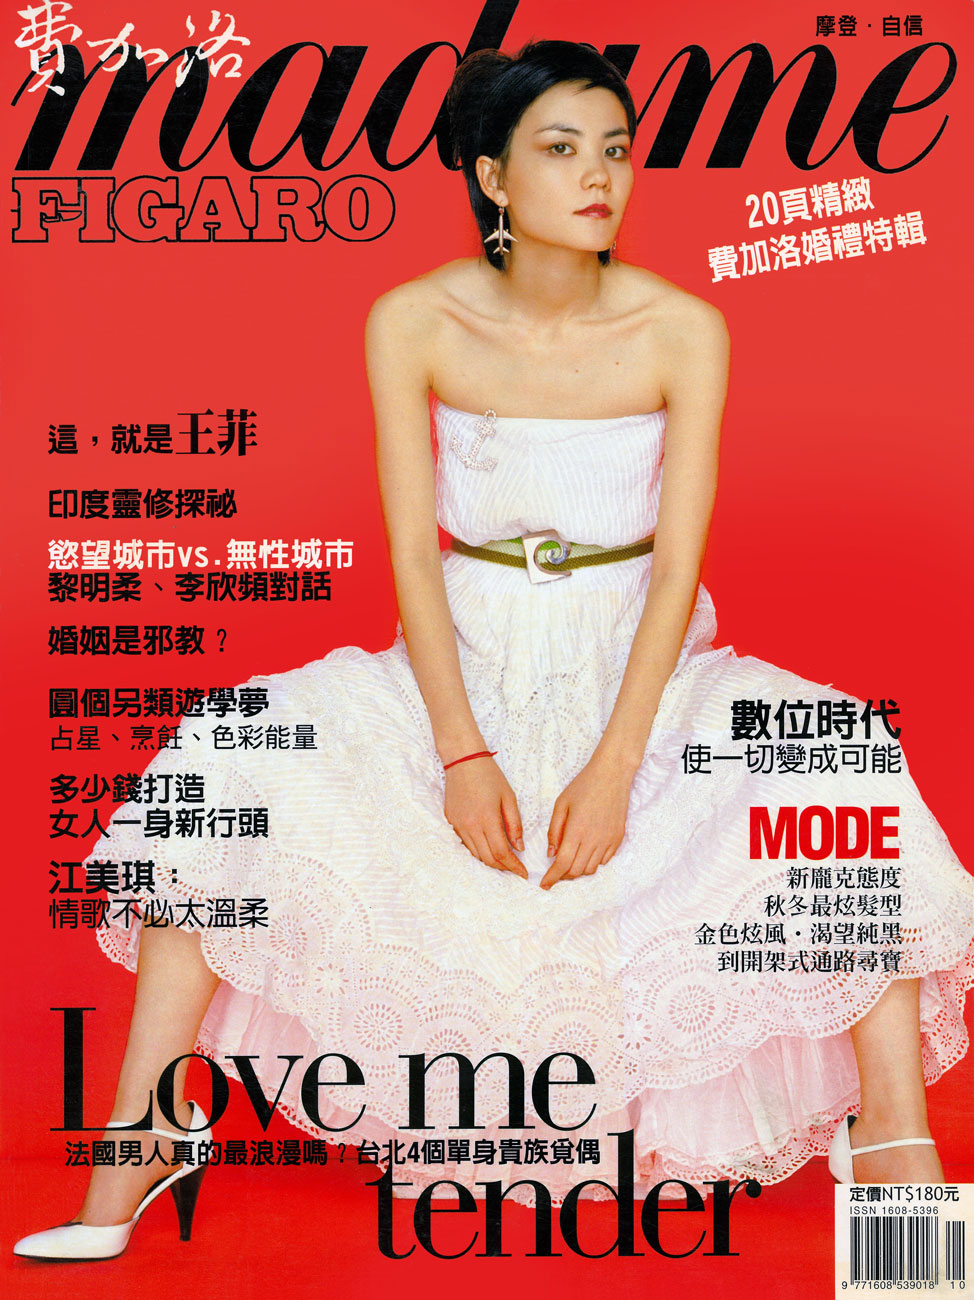 費加洛
madame
FIGARO
摩登·自信
20頁精緻
費加洛婚禮特輯
這，就是王菲
印度靈修探祕
慾望城市vs.無性城市
黎明柔、李欣頻對話
婚姻是邪教？
圓個另類遊學夢
占星、烹飪、色彩能量
多少錢打造
女人一身新行頭
江美琪：
情歌不必太溫柔
數位時代
使一切變成可能
MODE
新龐克態度
秋冬最炫髮型
金色炫風·渴望純黑
到開架式通路尋寶
Love me
法國男人真的最浪漫嗎？台北4個單身貴族覓偶
tender
定價NT$180元
ISSN 1608-5396
9 771608 539018 10